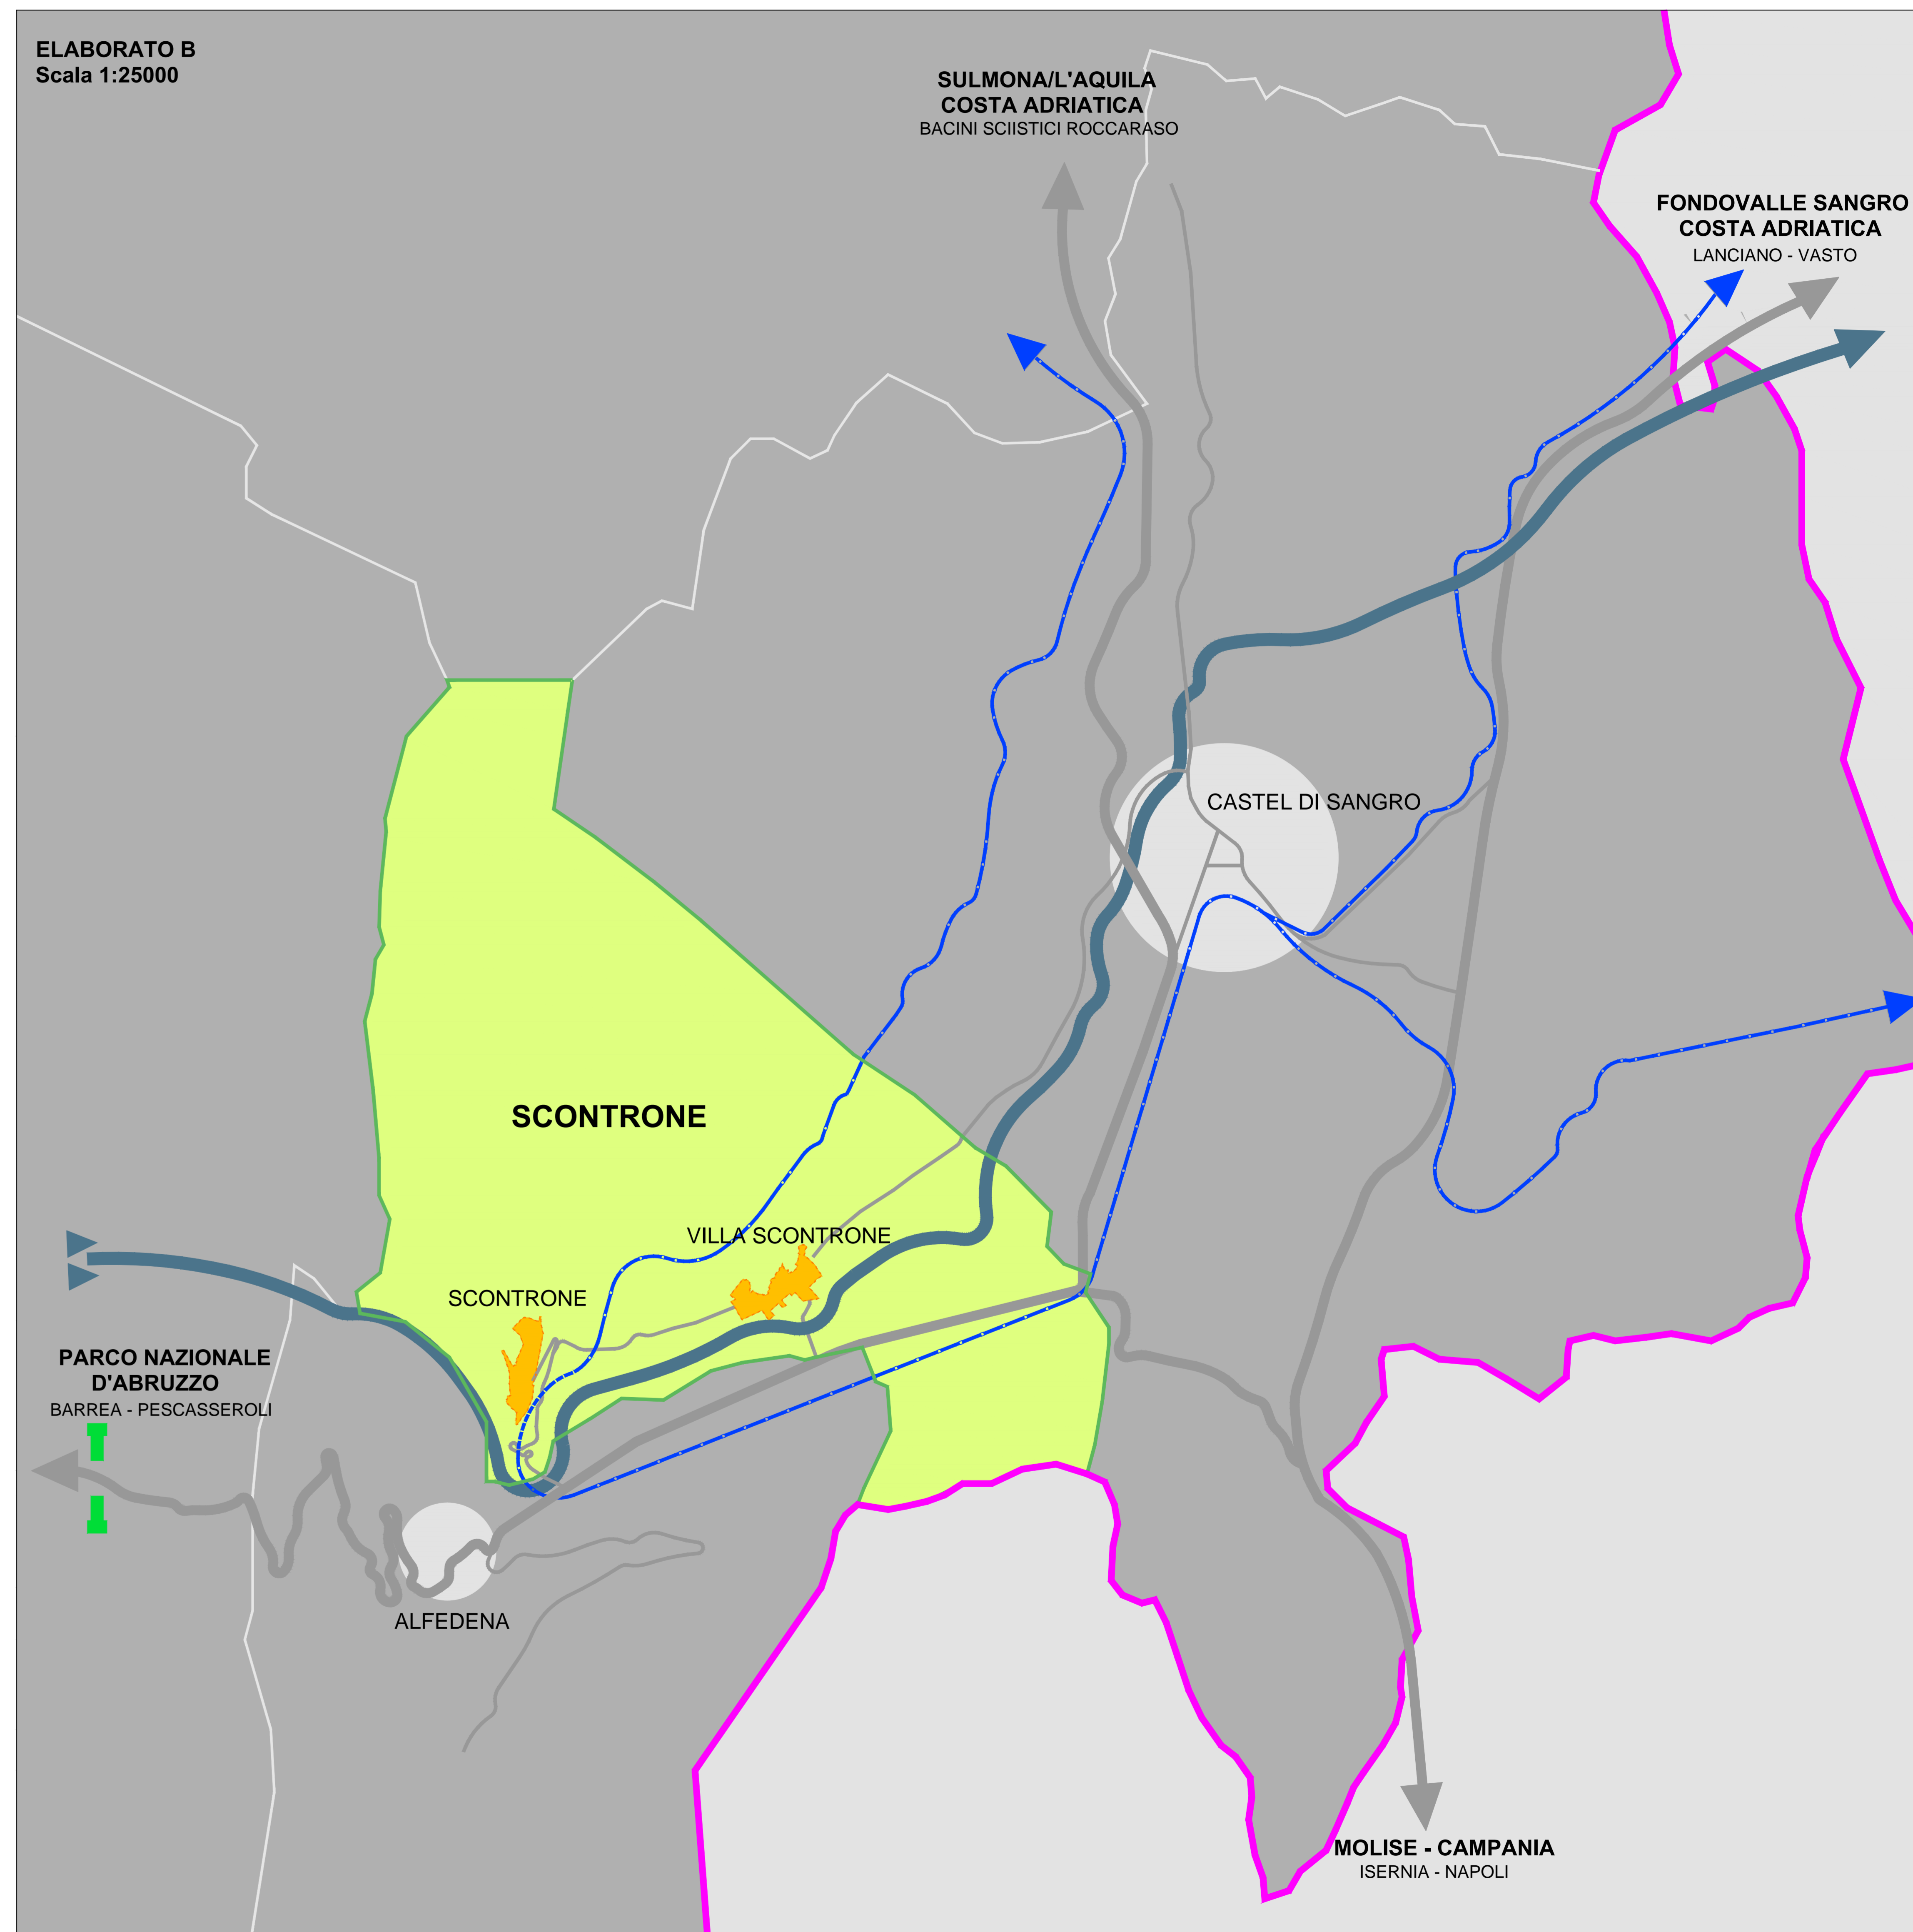 ELABORATO B
Scala 1:25000
SULMONA/L'AQUILA
COSTA ADRIATICA
BACINI SCIISTICI ROCCARASO
FONDOVALLE SANGRO
COSTA ADRIATICA
LANCIANO - VASTO
CASTEL DI SANGRO
SCONTRONE
VILLA SCONTRONE
SCONTRONE
PARCO NAZIONALE
D'ABRUZZO
BARREA - PESCASSEROLI
ALFEDENA
MOLISE - CAMPANIA
ISERNIA - NAPOLI